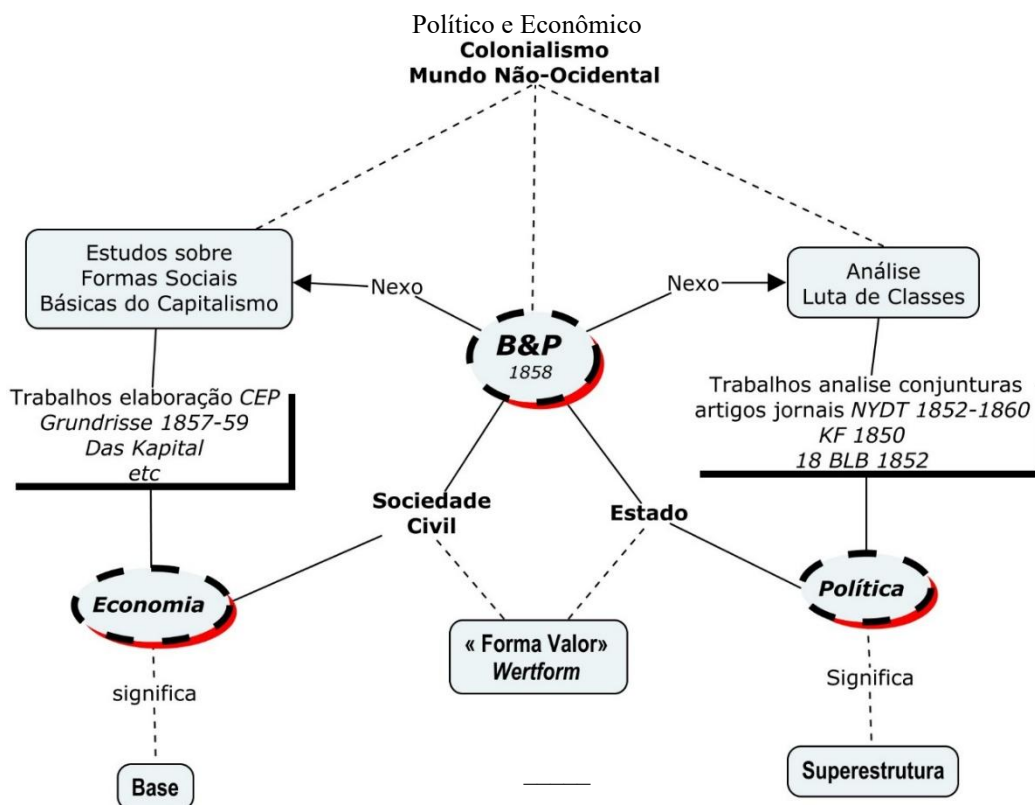 Político e Econômico
Colonialismo
Mundo Não-Ocidental
Estudos sobre
Formas Sociais
Básicas do Capitalismo
Nexo
B&P
1858
Nexo
Análise
Luta de Classes
Trabalhos elaboração CEP
Grundrisse 1857-59
Das Kapital
etc
Trabalhos analise conjunturas
artigos jornais NYDT 1852-1860
KF 1850
18 BLB 1852
Sociedade
Civil
Estado
Economia
Política
« Forma Valor»
Wertform
significa
Significa
Base
Superestrutura